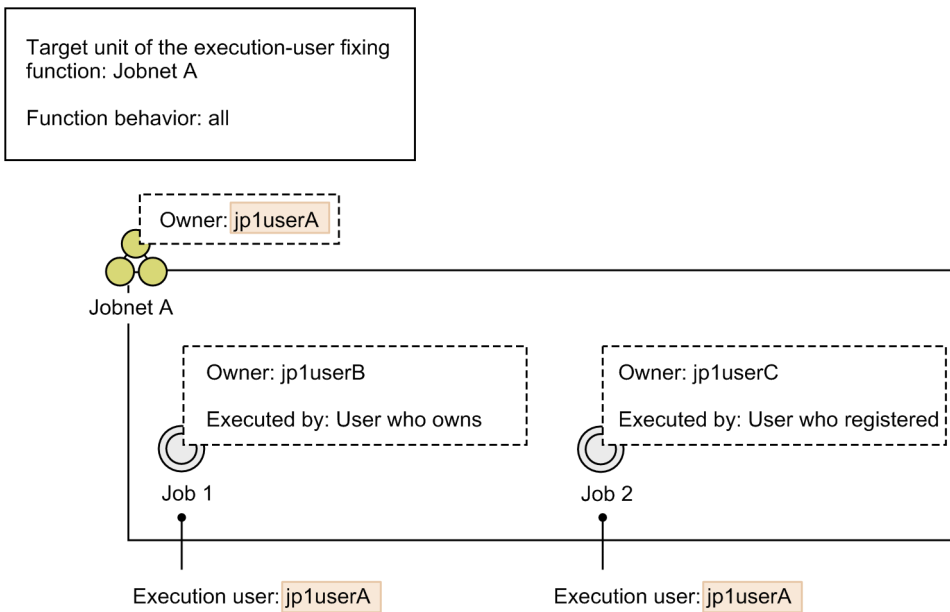 Target unit of the execution-user fixing
function: Jobnet A
Function behavior: all
Owner: jp1userA
Jobnet A
Owner: jp1userB
Executed by: User who owns
Job 1
Owner: jp1userC
Executed by: User who registered
Job 2
Execution user: jp1userA
Execution user: jp1userA